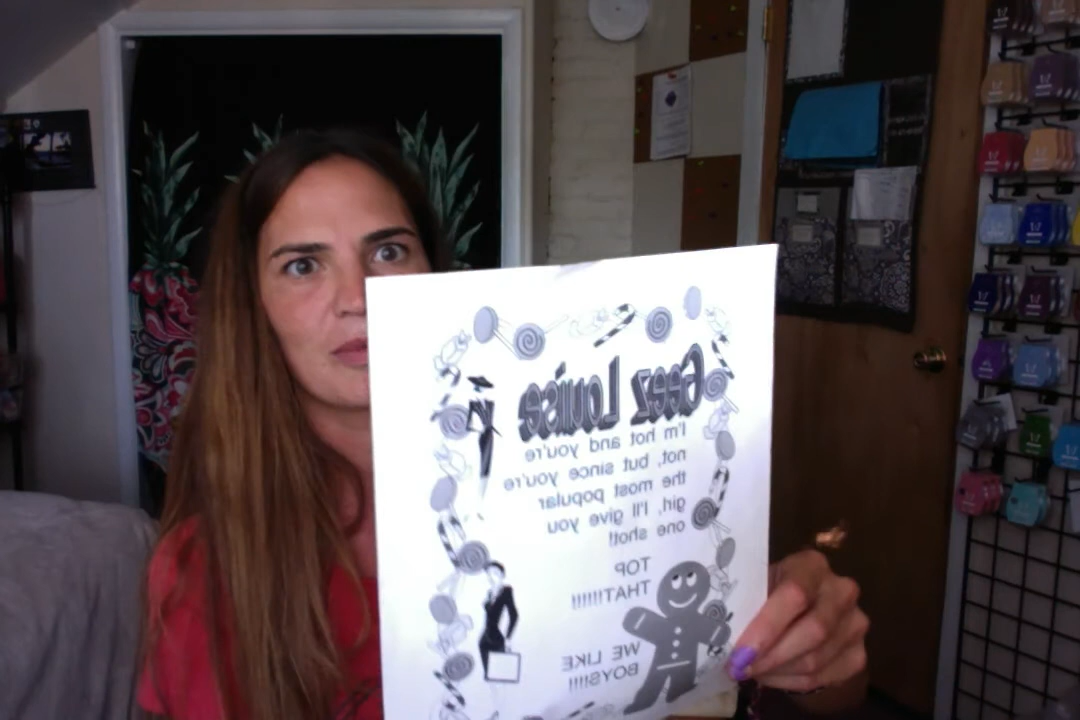 Geez Louise
I'm hot and you're
not, but since you're
the most popular
girl, I'll give you
one shot!
TOP
THAT!!!!!!!
WE LIKE
BOYS!!!!